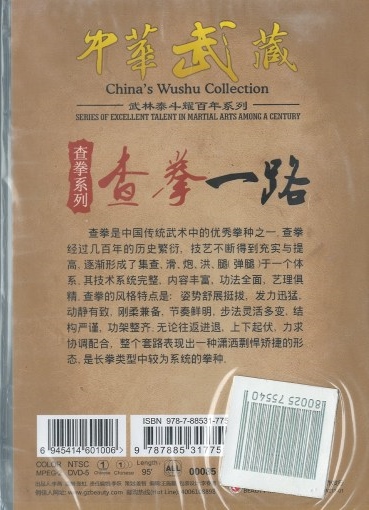 中華武藏
China's Wushu Collection
武林泰斗耀百年系列
SERIES OF EXCELLENT TALENT IN MARTIAL ARTS AMONG A CENTURY
查拳系列
查拳一路
查拳是中国传统武术中的优秀拳种之一,查拳
经过几百年的历史繁衍,技艺不断得到充实与提
高,逐渐形成了集查、滑、炮、洪、腿(弹腿)于一个体
系,其技术系统完整、内容丰富、功法全面、艺理俱
精。查拳的风格特点是:姿势舒展挺拔、发力迅猛、
动静有致、刚柔兼备、节奏鲜明、步法灵活多变、结
构严谨、功架整齐。无论往返进退、上下起伏、力求
协调配合、整个套路表现出一种潇洒剽悍矫捷的形
态,是长拳类型中较为系统的拳种。
80025 75540
ISBN 978-7-88531-775
6 945414 601006 >
9 787885 31775
COLOR NTSC Length
MPEG-2 DVD-5 Chinese Chinese 95' ALL 00085
www.gzbeauty.com